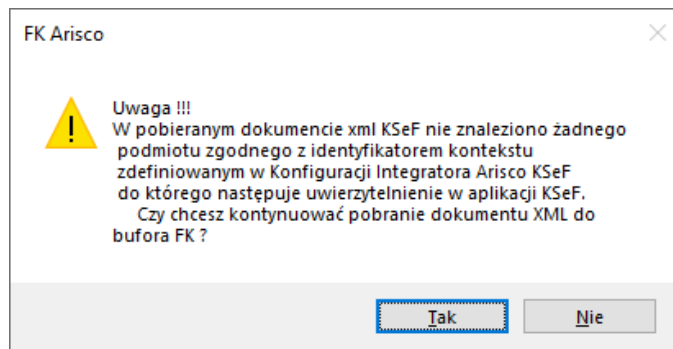 FK Arisco
Uwaga !!!
W pobieranym dokumencie xml KSeF nie znaleziono żadnego
podmiotu zgodnego z identyfikatorem kontekstu
zdefiniowanym w Konfiguracji Integratora Arisco KSeF
do którego następuje uwierzytelnienie w aplikacji KSeF.
Czy chcesz kontynuować pobranie dokumentu XML do
bufora FK ?
Tak
Nie